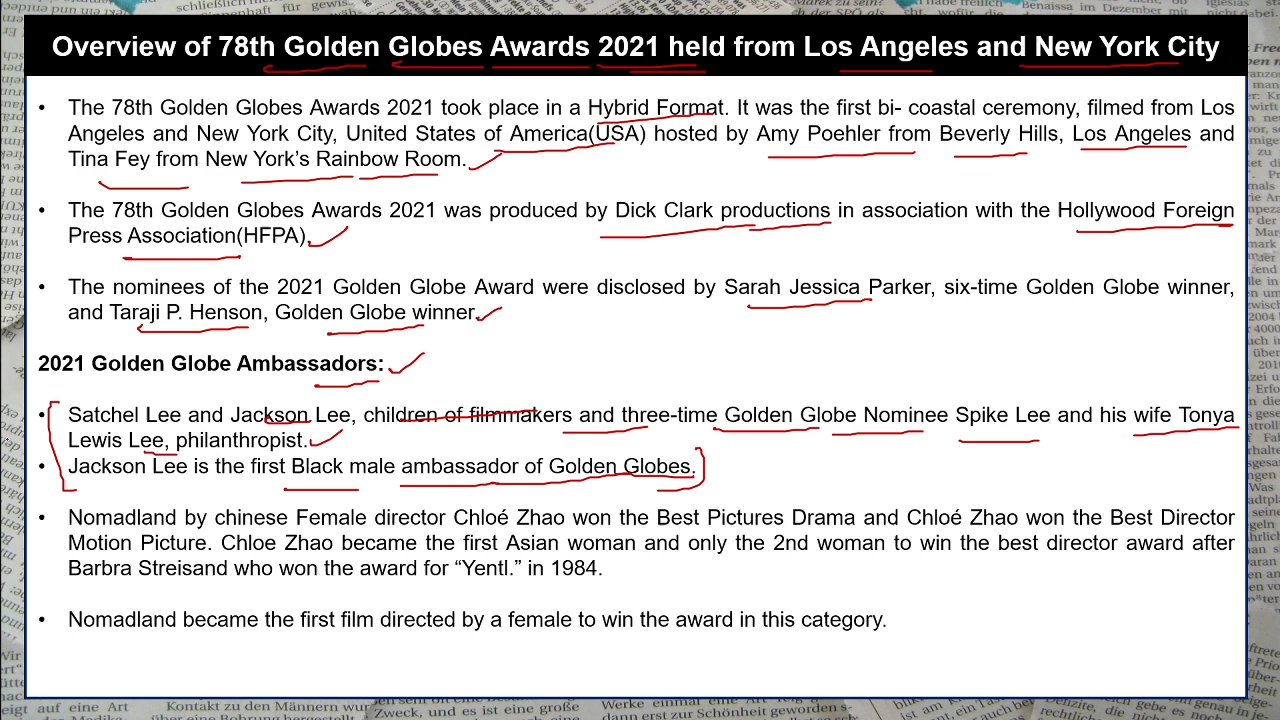 Overview of 78th Golden Globes Awards 2021 held from Los Angeles and New York City
• The 78th Golden Globes Awards 2021 took place in a Hybrid Format. It was the first bi- coastal ceremony, filmed from Los
Angeles and New York City, United States of America(USA) hosted by Amy Poehler from Beverly Hills, Los Angeles and
Tina Fey from New York's Rainbow Room.
• The 78th Golden Globes Awards 2021 was produced by Dick Clark productions in association with the Hollywood Foreign
Press Association(HFPA).
• The nominees of the 2021 Golden Globe Award were disclosed by Sarah Jessica Parker, six-time Golden Globe winner,
and Taraji P. Henson, Golden Globe winner.
2021 Golden Globe Ambassadors:
• Satchel Lee and Jackson Lee, children of filmmakers and three-time Golden Globe Nominee Spike Lee and his wife Tonya
Lewis Lee, philanthropist.
• Jackson Lee is the first Black male ambassador of Golden Globes.
• Nomadland by chinese Female director Chloé Zhao won the Best Pictures Drama and Chloé Zhao won the Best Director
Motion Picture. Chloe Zhao became the first Asian woman and only the 2nd woman to win the best director award after
Barbra Streisand who won the award for “Yentl.” in 1984.
• Nomadland became the first film directed by a female to win the award in this category.